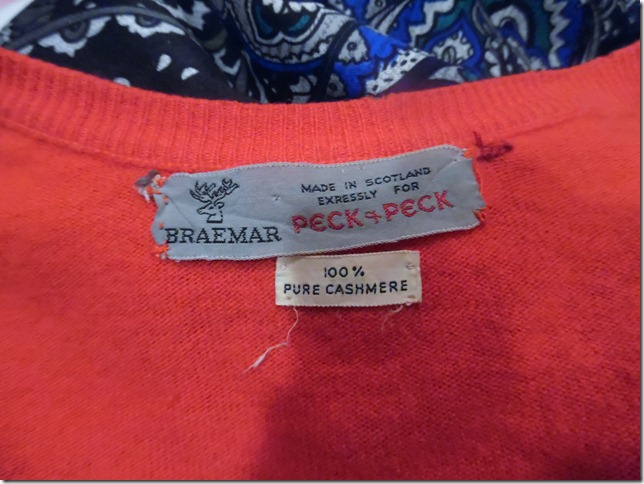 MADE IN SCOTLAND
EXPRESSLY FOR
PECK & PECK
BRAEMAR
100%
PURE CASHMERE